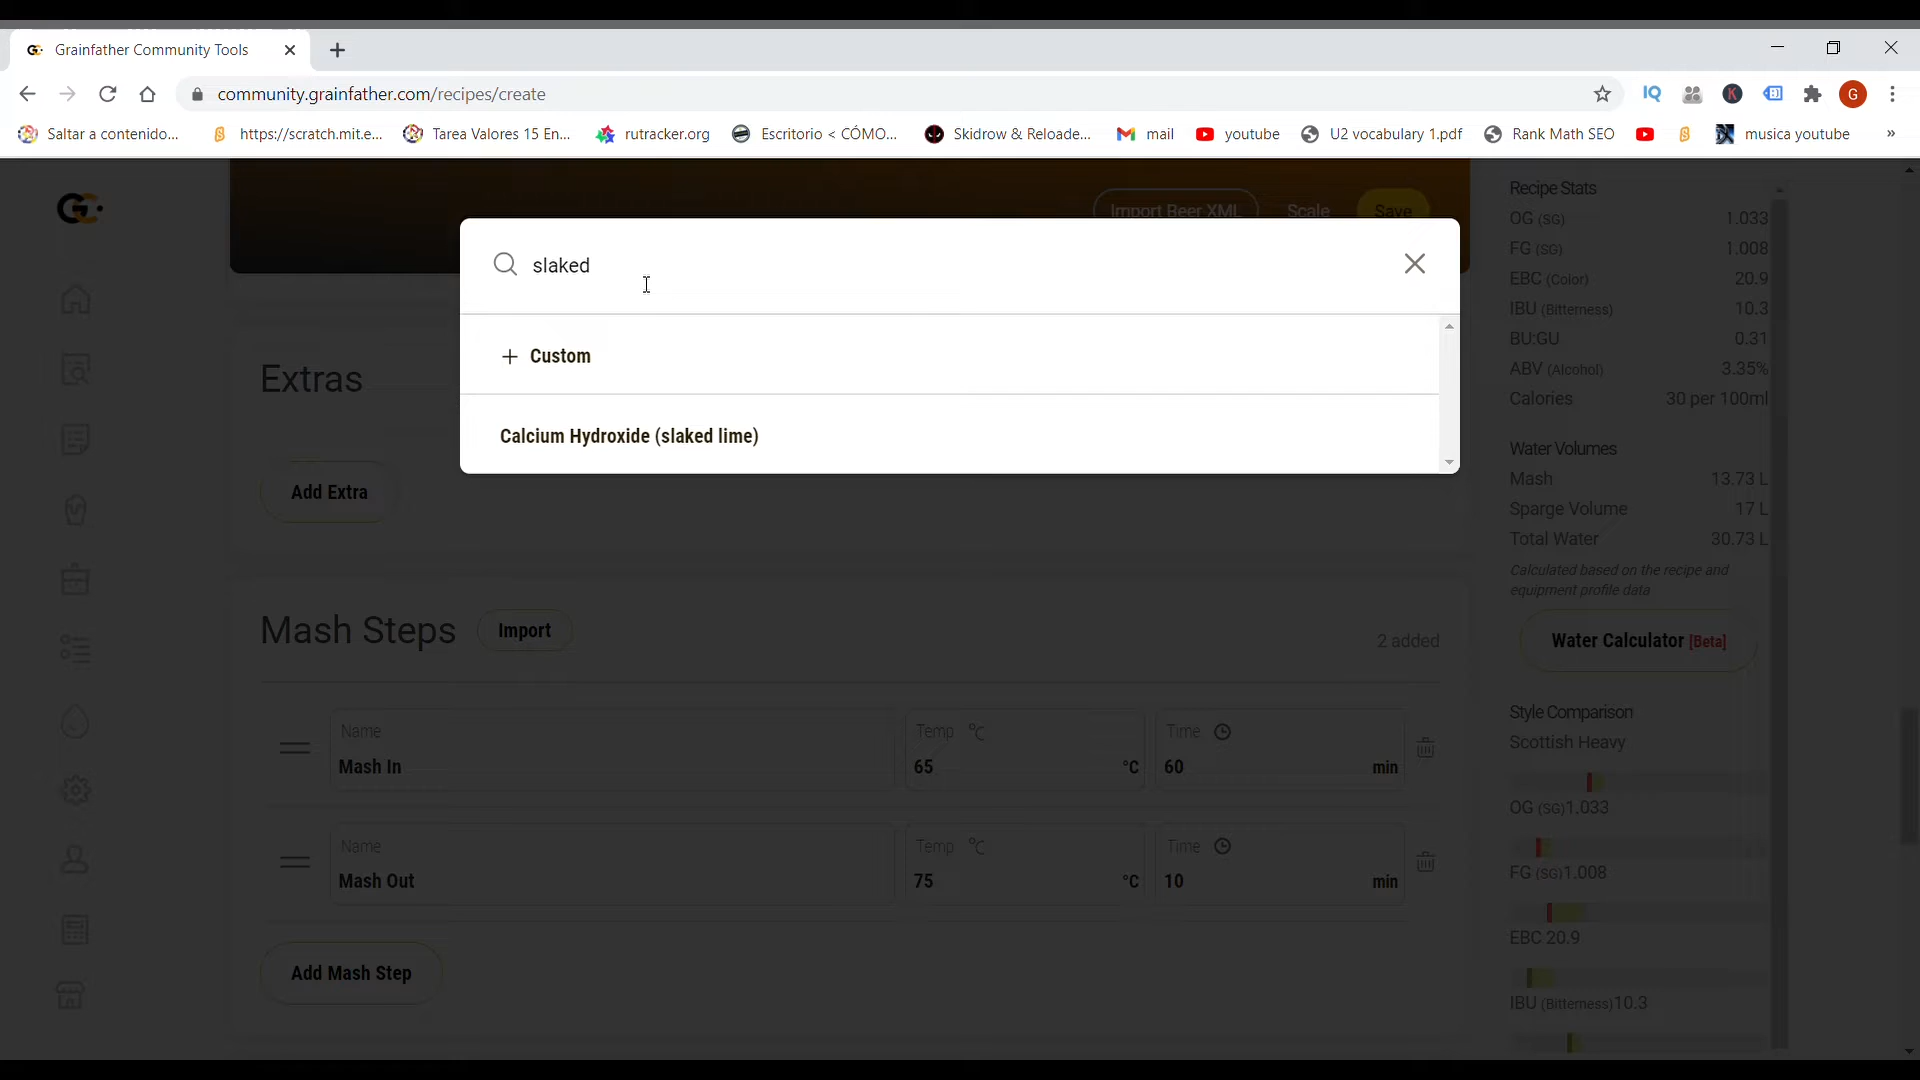 Grainfather Community Tools
community.grainfather.com/recipes/create
Saltar a contenido...
https://scratch.mit.e...
Tarea Valores 15 En...
rutracker.org
Escritorio < CÓMO...
Skidrow & Reloade...
mail
youtube
U2 vocabulary 1.pdf
Rank Math SEO
musica youtube
»
IQ
K
G
GC
Import Beer XML
Scale
Save
slaked
+ Custom
Calcium Hydroxide (slaked lime)
Extras
Add Extra
Mash Steps
Import
2 added
Name
Mash In
Temp °C
65 °C
Time
60 min
Name
Mash Out
Temp °C
75 °C
Time
10 min
Add Mash Step
Recipe Stats
OG (SG) 1.033
FG (SG) 1.008
EBC (Color) 20.9
IBU (Bitterness) 10.3
BU:GU 0.31
ABV (Alcohol) 3.35%
Calories 30 per 100ml
Water Volumes
Mash 13.73 L
Sparge Volume 17 L
Total Water 30.73 L
Calculated based on the recipe and
equipment profile data
Water Calculator [Beta]
Style Comparison
Scottish Heavy
OG (SG)1.033
FG (SG)1.008
EBC 20.9
IBU (Bitterness)10.3